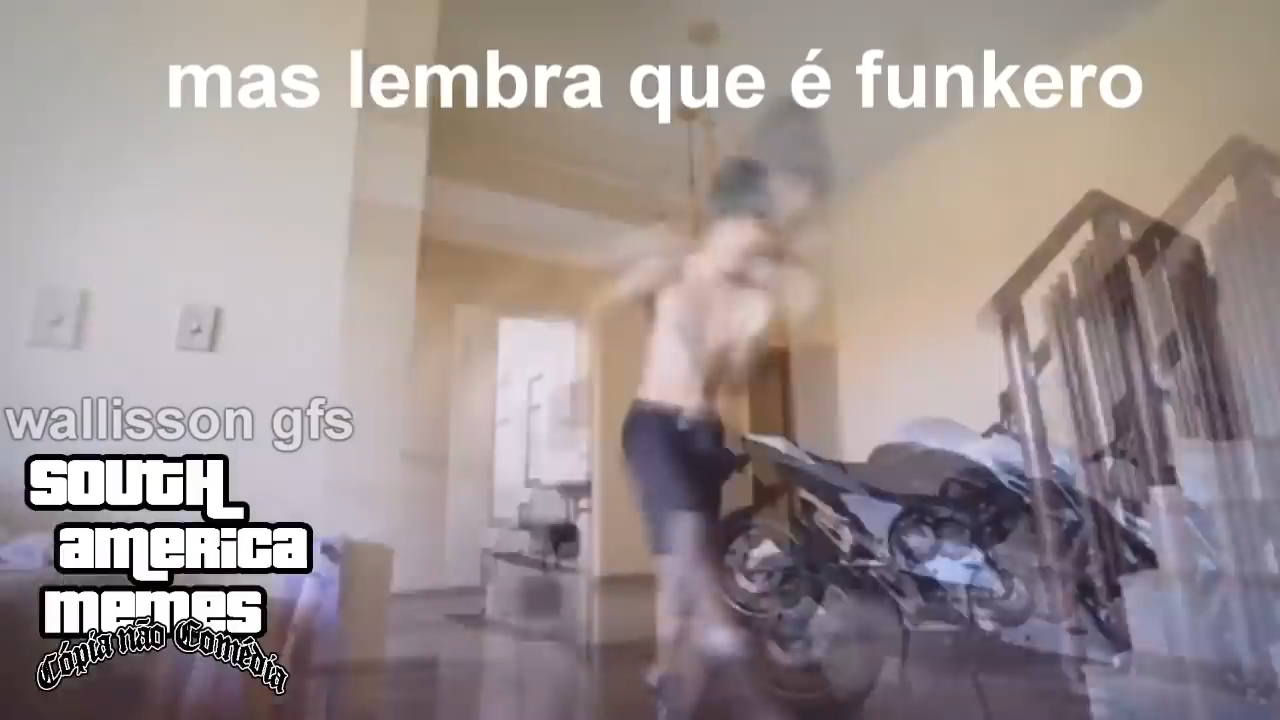 mas lembra que é funkero
wallisson gfs
SOUTH
AMERICA
MEMES
Cópia não Comédia